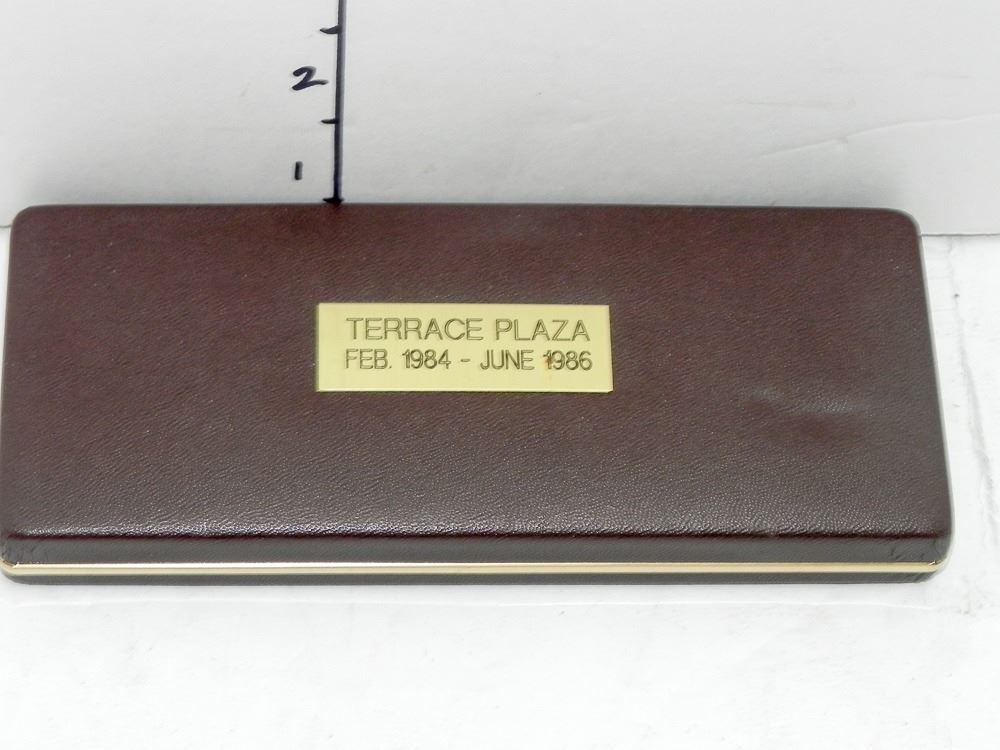 2
1
TERRACE PLAZA
FEB. 1984 - JUNE 1986